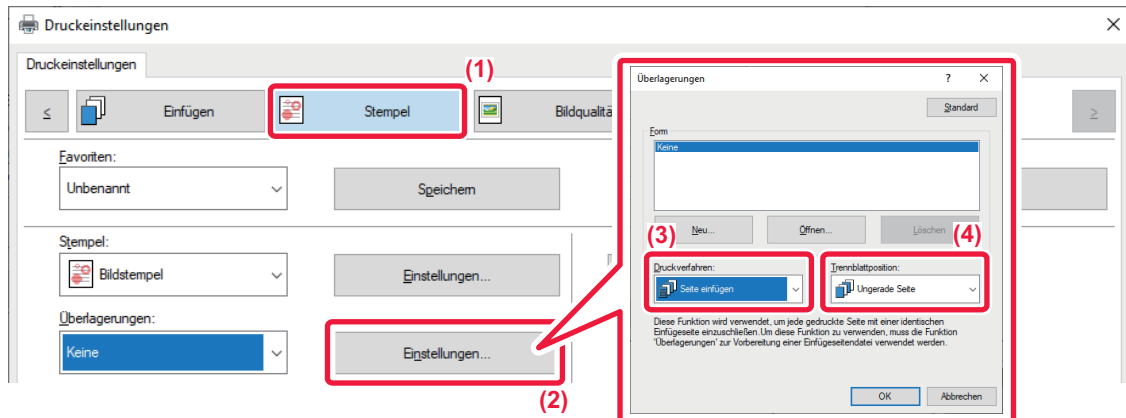 Druckeinstellungen
Druckeinstellungen
(1)
≤
Einfügen
Stempel
Bildqualitä
≥
Favoriten:
Unbenannt
Speichern
Stempel:
Bildstempel
Einstellungen...
Überlagerungen:
Keine
Einstellungen...
(2)
Überlagerungen
?
Standard
Form
Keine
(3)
Neu...
Öffnen...
Löschen
(4)
Druckverfahren:
Seite einfügen
Trennblattposition:
Ungerade Seite
Diese Funktion wird verwendet, um jede gedruckte Seite mit einer identischen
Einfügeseite einzuschließen.Um diese Funktion zu verwenden, muss die Funktion
'Überlagerungen' zur Vorbereitung einer Einfügeseitendatei verwendet werden.
OK
Abbrechen